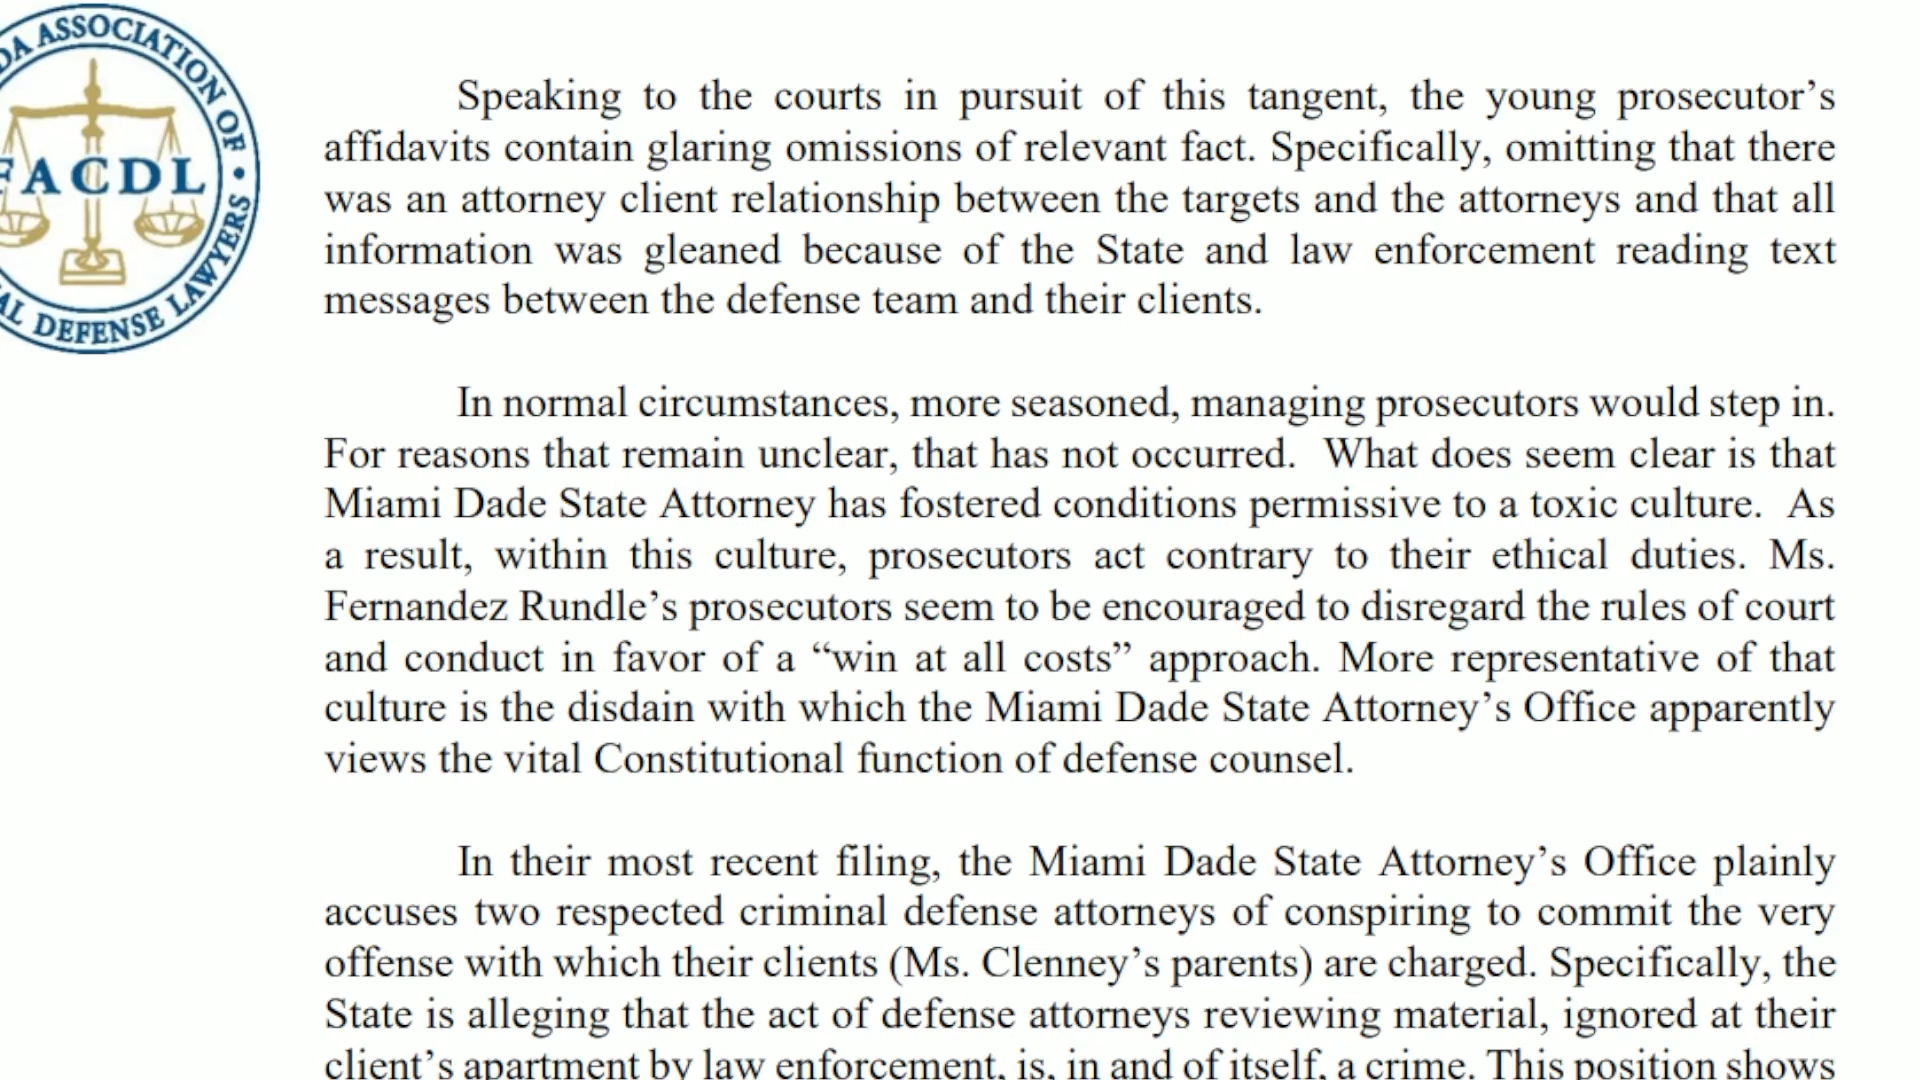 DA ASSOCIATION OF
FACDL
AL DEFENSE LAWYERS
Speaking to the courts in pursuit of this tangent, the young prosecutor’s
affidavits contain glaring omissions of relevant fact. Specifically, omitting that there
was an attorney client relationship between the targets and the attorneys and that all
information was gleaned because of the State and law enforcement reading text
messages between the defense team and their clients.
In normal circumstances, more seasoned, managing prosecutors would step in.
For reasons that remain unclear, that has not occurred.  What does seem clear is that
Miami Dade State Attorney has fostered conditions permissive to a toxic culture.  As
a result, within this culture, prosecutors act contrary to their ethical duties. Ms.
Fernandez Rundle’s prosecutors seem to be encouraged to disregard the rules of court
and conduct in favor of a “win at all costs” approach. More representative of that
culture is the disdain with which the Miami Dade State Attorney’s Office apparently
views the vital Constitutional function of defense counsel.
In their most recent filing, the Miami Dade State Attorney’s Office plainly
accuses two respected criminal defense attorneys of conspiring to commit the very
offense with which their clients (Ms. Clenney’s parents) are charged. Specifically, the
State is alleging that the act of defense attorneys reviewing material, ignored at their
client’s apartment by law enforcement, is, in and of itself, a crime. This position shows